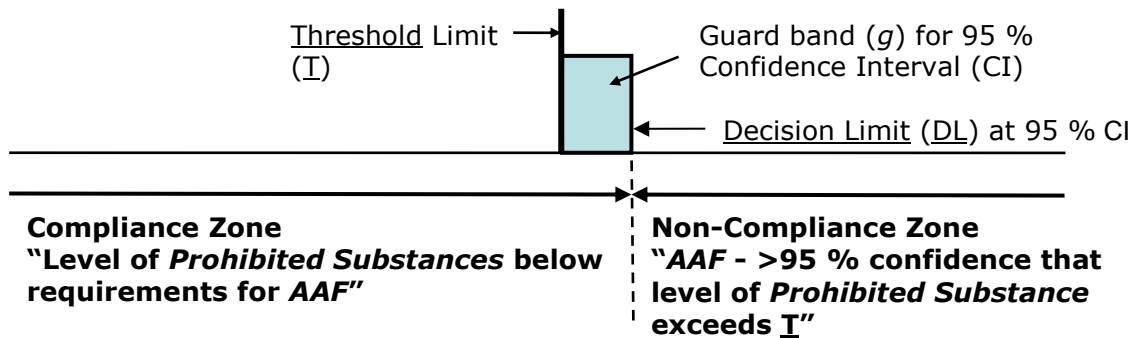 Threshold Limit
(T)
Guard band (g) for 95 %
Confidence Interval (CI)
Decision Limit (DL) at 95 % CI
Compliance Zone
“Level of Prohibited Substances below
requirements for AAF”
Non-Compliance Zone
“AAF - >95 % confidence that
level of Prohibited Substance
exceeds T”